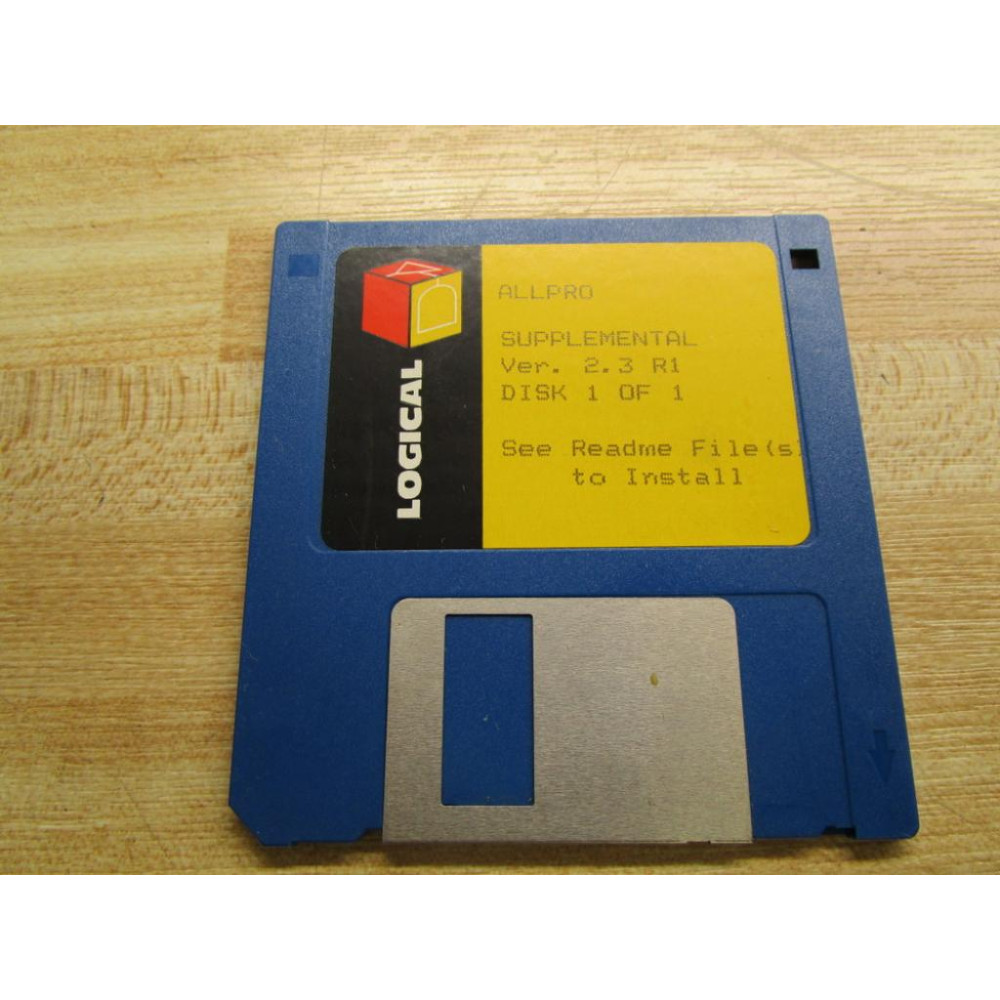 LOGICAL
ALLPRO
SUPPLEMENTAL
Ver. 2.3 R1
DISK 1 OF 1
See Readme File(s)
to Install